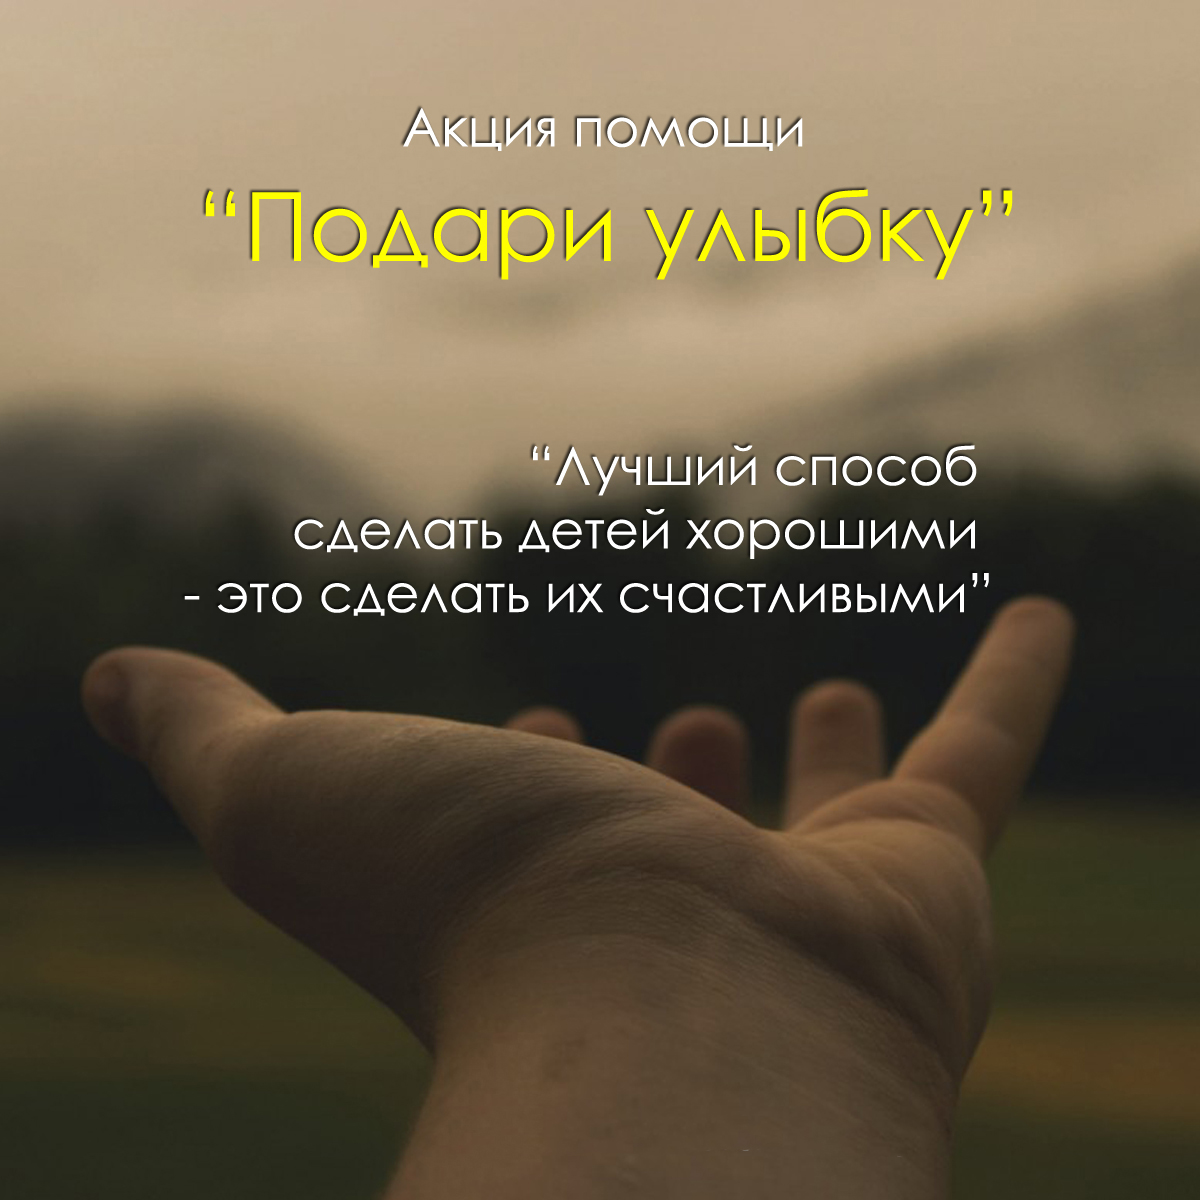 Акция помощи
“Подари улыбку”
“Лучший способ
сделать детей хорошими
- это сделать их счастливыми”